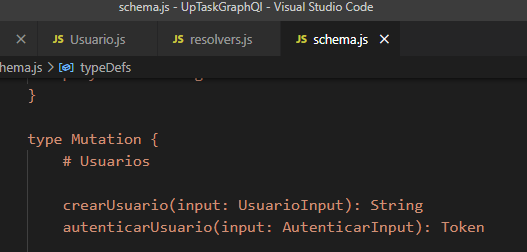 schema.js - UpTaskGraphQl - Visual Studio Code
JS Usuario.js JS resolvers.js JS schema.js ×
hema.js > typeDefs
}
type Mutation {
# Usuarios
crearUsuario(input: UsuarioInput): String
autenticarUsuario(input: AutenticarInput): Token